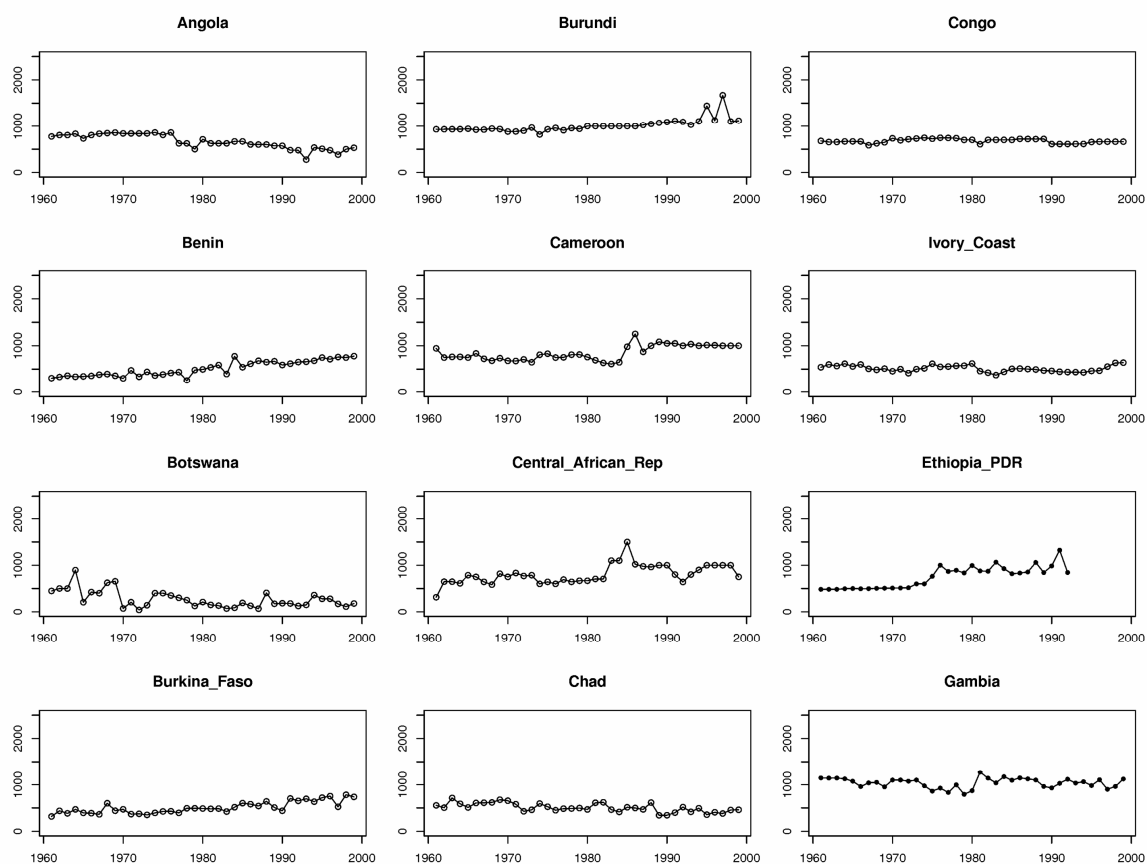 Angola
Burundi
Congo
0 1000 2000
0 1000 2000
0 1000 2000
1960 1970 1980 1990 2000
1960 1970 1980 1990 2000
1960 1970 1980 1990 2000
Benin
Cameroon
Ivory_Coast
0 1000 2000
0 1000 2000
0 1000 2000
1960 1970 1980 1990 2000
1960 1970 1980 1990 2000
1960 1970 1980 1990 2000
Botswana
Central_African_Rep
Ethiopia_PDR
0 1000 2000
0 1000 2000
0 1000 2000
1960 1970 1980 1990 2000
1960 1970 1980 1990 2000
1960 1970 1980 1990 2000
Burkina_Faso
Chad
Gambia
0 1000 2000
0 1000 2000
0 1000 2000
1960 1970 1980 1990 2000
1960 1970 1980 1990 2000
1960 1970 1980 1990 2000